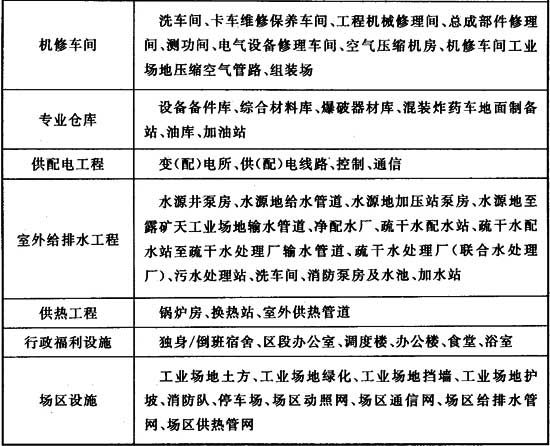 机修车间
洗车间、卡车维修保养车间、工程机械修理间、总成部件修理
间、测功间、电气设备修理车间、空气压缩机房、机修车间工业
场地压缩空气管路、组装场
专业仓库
设备备件库、综合材料库、爆破器材库、混装炸药车地面制备
站、油库、加油站
供配电工程
变(配)电所、供(配)电线路、控制、通信
室外给排水工程
水源井泵房、水源地给水管道、水源地加压站泵房、水源地至
露矿天工业场地输水管道、净配水厂、疏干水配水站、疏干水配
水站至疏干水处理厂输水管道、疏干水处理厂(联合水处理
厂)、污水处理站、洗车间、消防泵房及水池、加水站
供热工程
锅炉房、换热站、室外供热管道
行政福利设施
独身/倒班宿舍、区段办公室、调度楼、办公楼、食堂、浴室
场区设施
工业场地土方、工业场地绿化、工业场地挡墙、工业场地护
坡、消防队、停车场、场区动照网、场区通信网、场区给排水管
网、场区供热管网